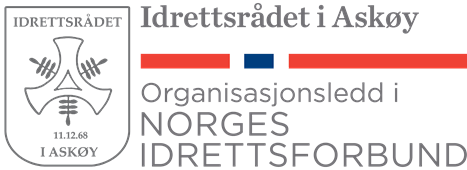 IDRETTSRÅDET
11.12.68
I ASKØY
Idrettsrådet i Askøy
Organisasjonsledd i
NORGES
IDRETTSFORBUND